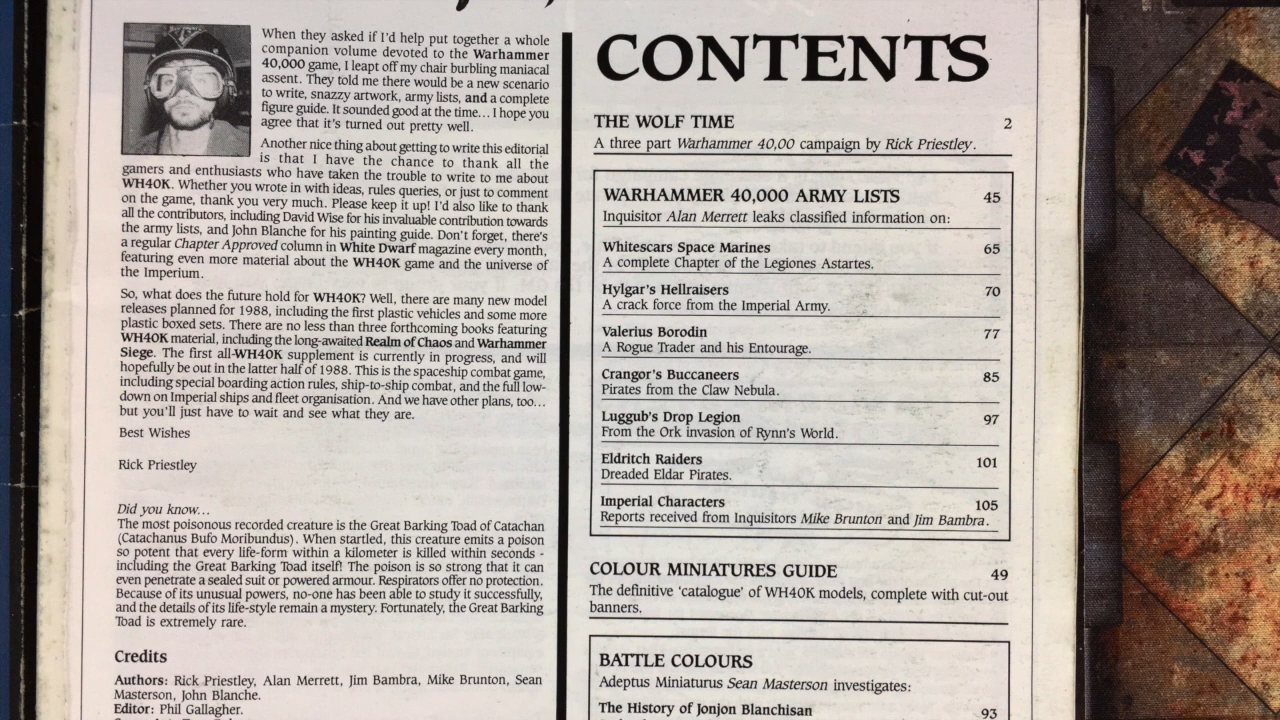 When they asked if I'd help put together a whole
companion volume devoted to the Warhammer
40,000 game, I leapt off my chair burbling maniacal
assent. They told me there would be a new scenario
to write, snazzy artwork, army lists, and a complete
figure guide. It sounded good at the time... I hope you
agree that it's turned out pretty well.
Another nice thing about getting to write this editorial
is that I have the chance to thank all the
gamers and enthusiasts who have taken the trouble to write to me about
WH40K. Whether you wrote in with ideas, rules queries, or just to comment
on the game, thank you very much. Please keep it up! I'd also like to thank
all the contributors, including David Wise for his invaluable contribution towards
the army lists, and John Blanche for his painting guide. Don't forget, there's
a regular Chapter Approved column in White Dwarf magazine every month,
featuring even more material about the WH40K game and the universe of
the Imperium.
So, what does the future hold for WH40K? Well, there are many new model
releases planned for 1988, including the first plastic vehicles and some more
plastic boxed sets. There are no less than three forthcoming books featuring
WH40K material, including the long-awaited Realm of Chaos and Warhammer
Siege. The first all-WH40K supplement is currently in progress, and will
hopefully be out in the latter half of 1988. This is the spaceship combat game,
including special boarding action rules, ship-to-ship combat, and the full low-
down on Imperial ships and fleet organisation. And we have other plans, too...
but you'll just have to wait and see what they are.
Best Wishes
Rick Priestley
Did you know...
The most poisonous recorded creature is the Great Barking Toad of Catachan
(Catachanus Bufo Moribundus). When startled, this creature emits a poison
so potent that every life-form within a kilometer is killed within seconds -
including the Great Barking Toad itself! The poison is so strong that it can
even penetrate a sealed suit or powered armour. Respirators offer no protection.
Because of its unusual powers, no-one has been able to study it successfully,
and the details of its life-style remain a mystery. Fortunately, the Great Barking
Toad is extremely rare.
Credits
Authors: Rick Priestley, Alan Merrett, Jim Bambra, Mike Brunton, Sean
Masterson, John Blanche.
Editor: Phil Gallagher.
CONTENTS
THE WOLF TIME 2
A three part Warhammer 40,00 campaign by Rick Priestley.
WARHAMMER 40,000 ARMY LISTS 45
Inquisitor Alan Merrett leaks classified information on:
Whitescars Space Marines 65
A complete Chapter of the Legiones Astartes.
Hylgar's Hellraisers 70
A crack force from the Imperial Army.
Valerius Borodin 77
A Rogue Trader and his Entourage.
Crangor's Buccaneers 85
Pirates from the Claw Nebula.
Luggub's Drop Legion 97
From the Ork invasion of Rynn's World.
Eldritch Raiders 101
Dreaded Eldar Pirates.
Imperial Characters 105
Reports received from Inquisitors Mike Brunton and Jim Bambra.
COLOUR MINIATURES GUIDE 49
The definitive 'catalogue' of WH40K models, complete with cut-out
banners.
BATTLE COLOURS
Adeptus Miniaturus Sean Masterson investigates:
The History of Jonjon Blanchisan 93